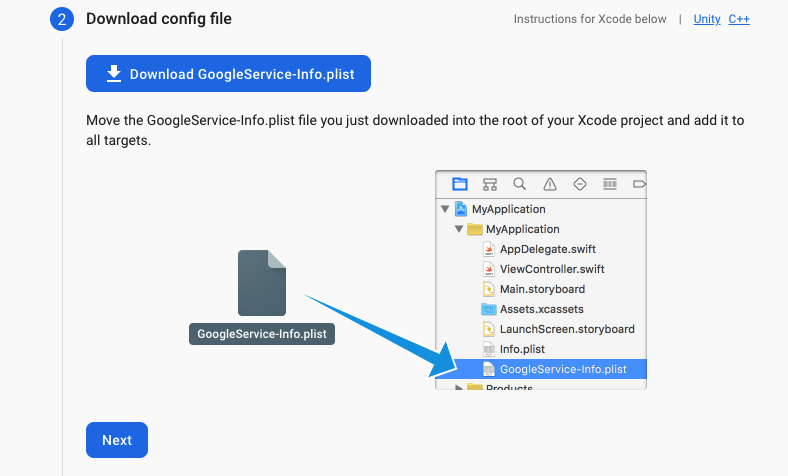 2 Download config file Instructions for Xcode below | Unity C++
Download GoogleService-Info.plist
Move the GoogleService-Info.plist file you just downloaded into the root of your Xcode project and add it to
all targets.
MyApplication
MyApplication
AppDelegate.swift
ViewController.swift
Main.storyboard
Assets.xcassets
LaunchScreen.storyboard
Info.plist
GoogleService-Info.plist
Products
GoogleService-Info.plist
Next